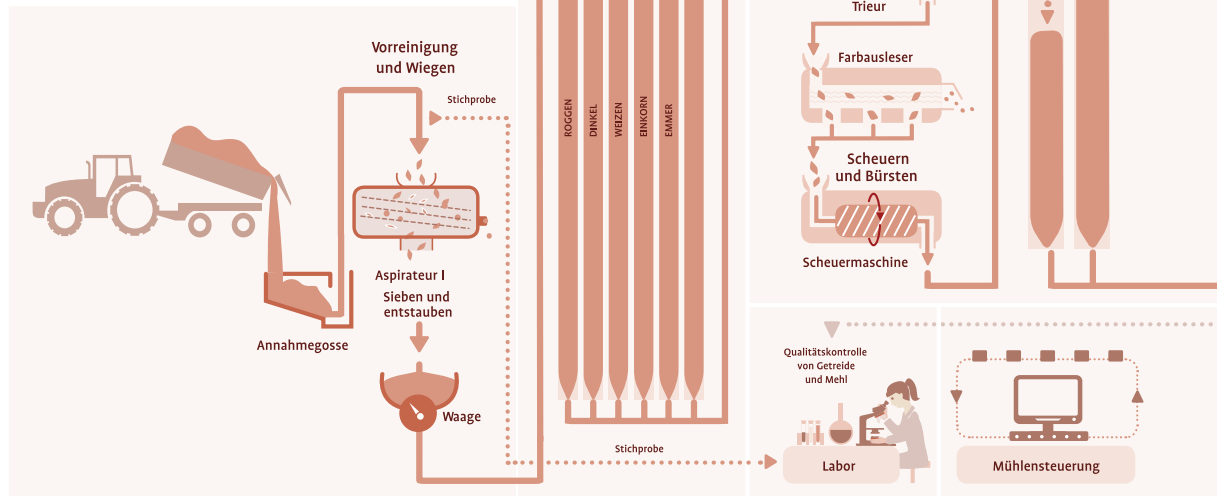 Vorreinigung
und Wiegen
Stichprobe
Aspirateur I
Sieben und
entstauben
Annahmegosse
Waage
ROGGEN
DINKEL
WEIZEN
EINKORN
EMMER
Stichprobe
Trieur
Farbausleser
Scheuern
und Bürsten
Scheuermaschine
Qualitätskontrolle
von Getreide
und Mehl
Labor
Mühlensteuerung